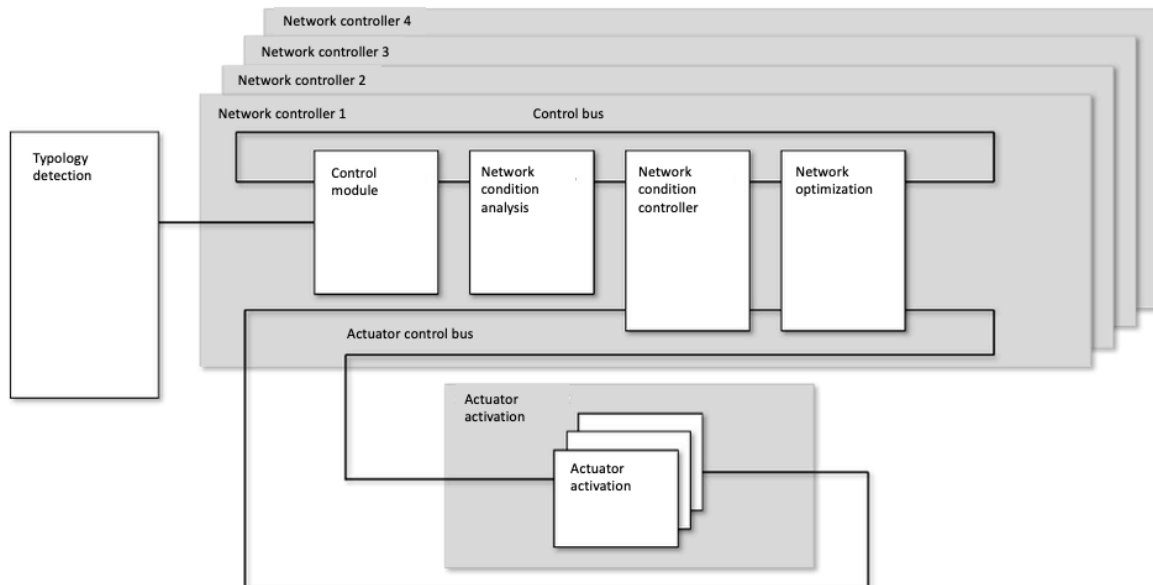 Network controller 4
Network controller 3
Network controller 2
Network controller 1
Control bus
Typology
detection
Control
module
Network
condition
analysis
Network
condition
controller
Network
optimization
Actuator control bus
Actuator
activation
Actuator
activation